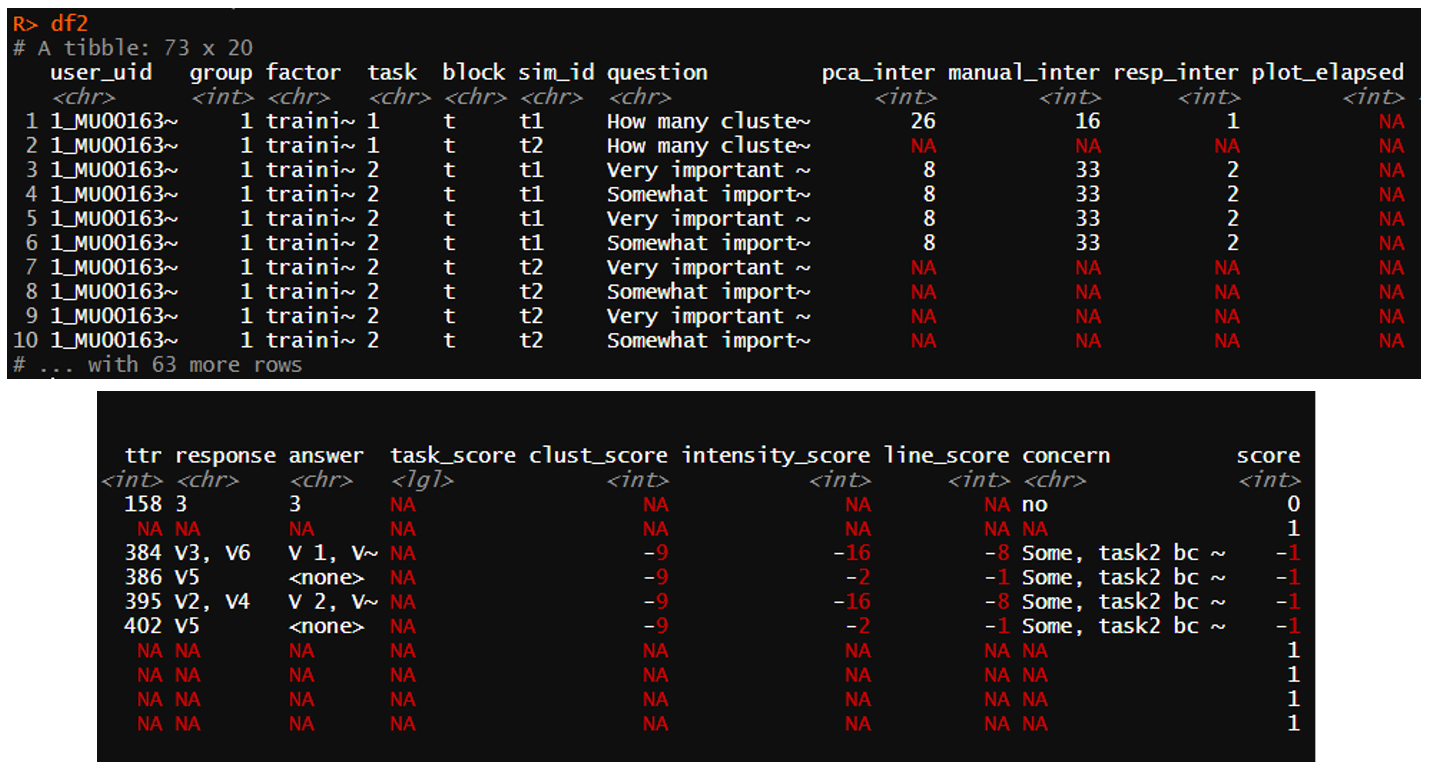 R> df2
# A tibble: 73 x 20
user_uid group factor task block sim_id question pca_inter manual_inter resp_inter plot_elapsed
<chr> <int> <chr> <chr> <chr> <chr> <chr> <int> <int> <int> <int>
1 1_MU00163~ 1 traini~ 1 t t1 How many cluste~ 26 16 1 NA
2 1_MU00163~ 1 traini~ 1 t t2 How many cluste~ NA NA NA NA
3 1_MU00163~ 1 traini~ 2 t t1 Very important ~ 8 33 2 NA
4 1_MU00163~ 1 traini~ 2 t t1 Somewhat import~ 8 33 2 NA
5 1_MU00163~ 1 traini~ 2 t t1 Very important ~ 8 33 2 NA
6 1_MU00163~ 1 traini~ 2 t t1 Somewhat import~ 8 33 2 NA
7 1_MU00163~ 1 traini~ 2 t t2 Very important ~ NA NA NA NA
8 1_MU00163~ 1 traini~ 2 t t2 Somewhat import~ NA NA NA NA
9 1_MU00163~ 1 traini~ 2 t t2 Very important ~ NA NA NA NA
10 1_MU00163~ 1 traini~ 2 t t2 Somewhat import~ NA NA NA NA
# ... with 63 more rows
ttr response answer task_score clust_score intensity_score line_score concern score
<int> <chr> <chr> <lgl> <int> <int> <int> <chr> <int>
158 3 3 NA NA NA NA no 0
NA NA NA NA NA NA NA NA 1
384 V3, V6 V 1, V~ NA -9 -16 -8 Some, task2 bc ~ -1
386 V5 <none> NA -9 -2 -1 Some, task2 bc ~ -1
395 V2, V4 V 2, V~ NA -9 -16 -8 Some, task2 bc ~ -1
402 V5 <none> NA -9 -2 -1 Some, task2 bc ~ -1
NA NA NA NA NA NA NA NA 1
NA NA NA NA NA NA NA NA 1
NA NA NA NA NA NA NA NA 1
NA NA NA NA NA NA NA NA 1